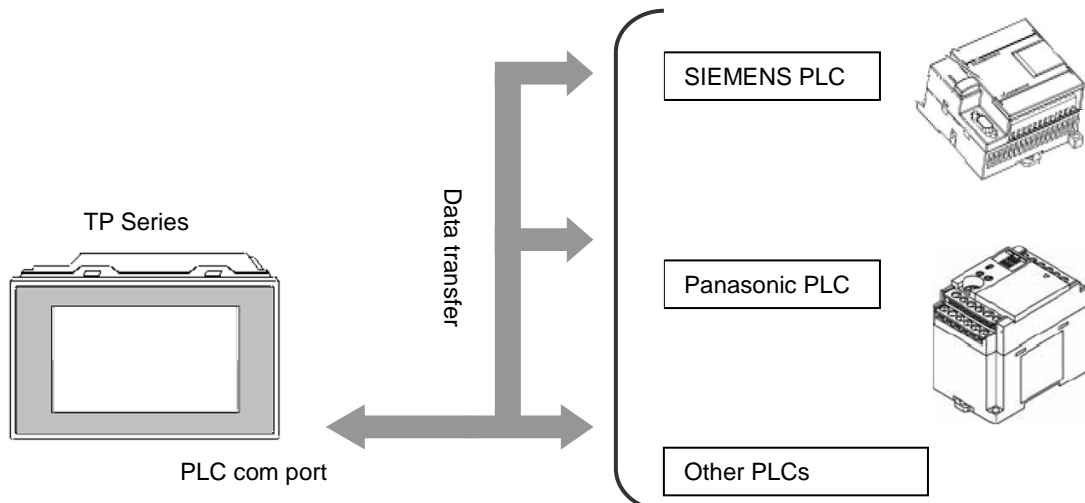 SIEMENS PLC
Data transfer
TP Series
Panasonic PLC
PLC com port
Other PLCs